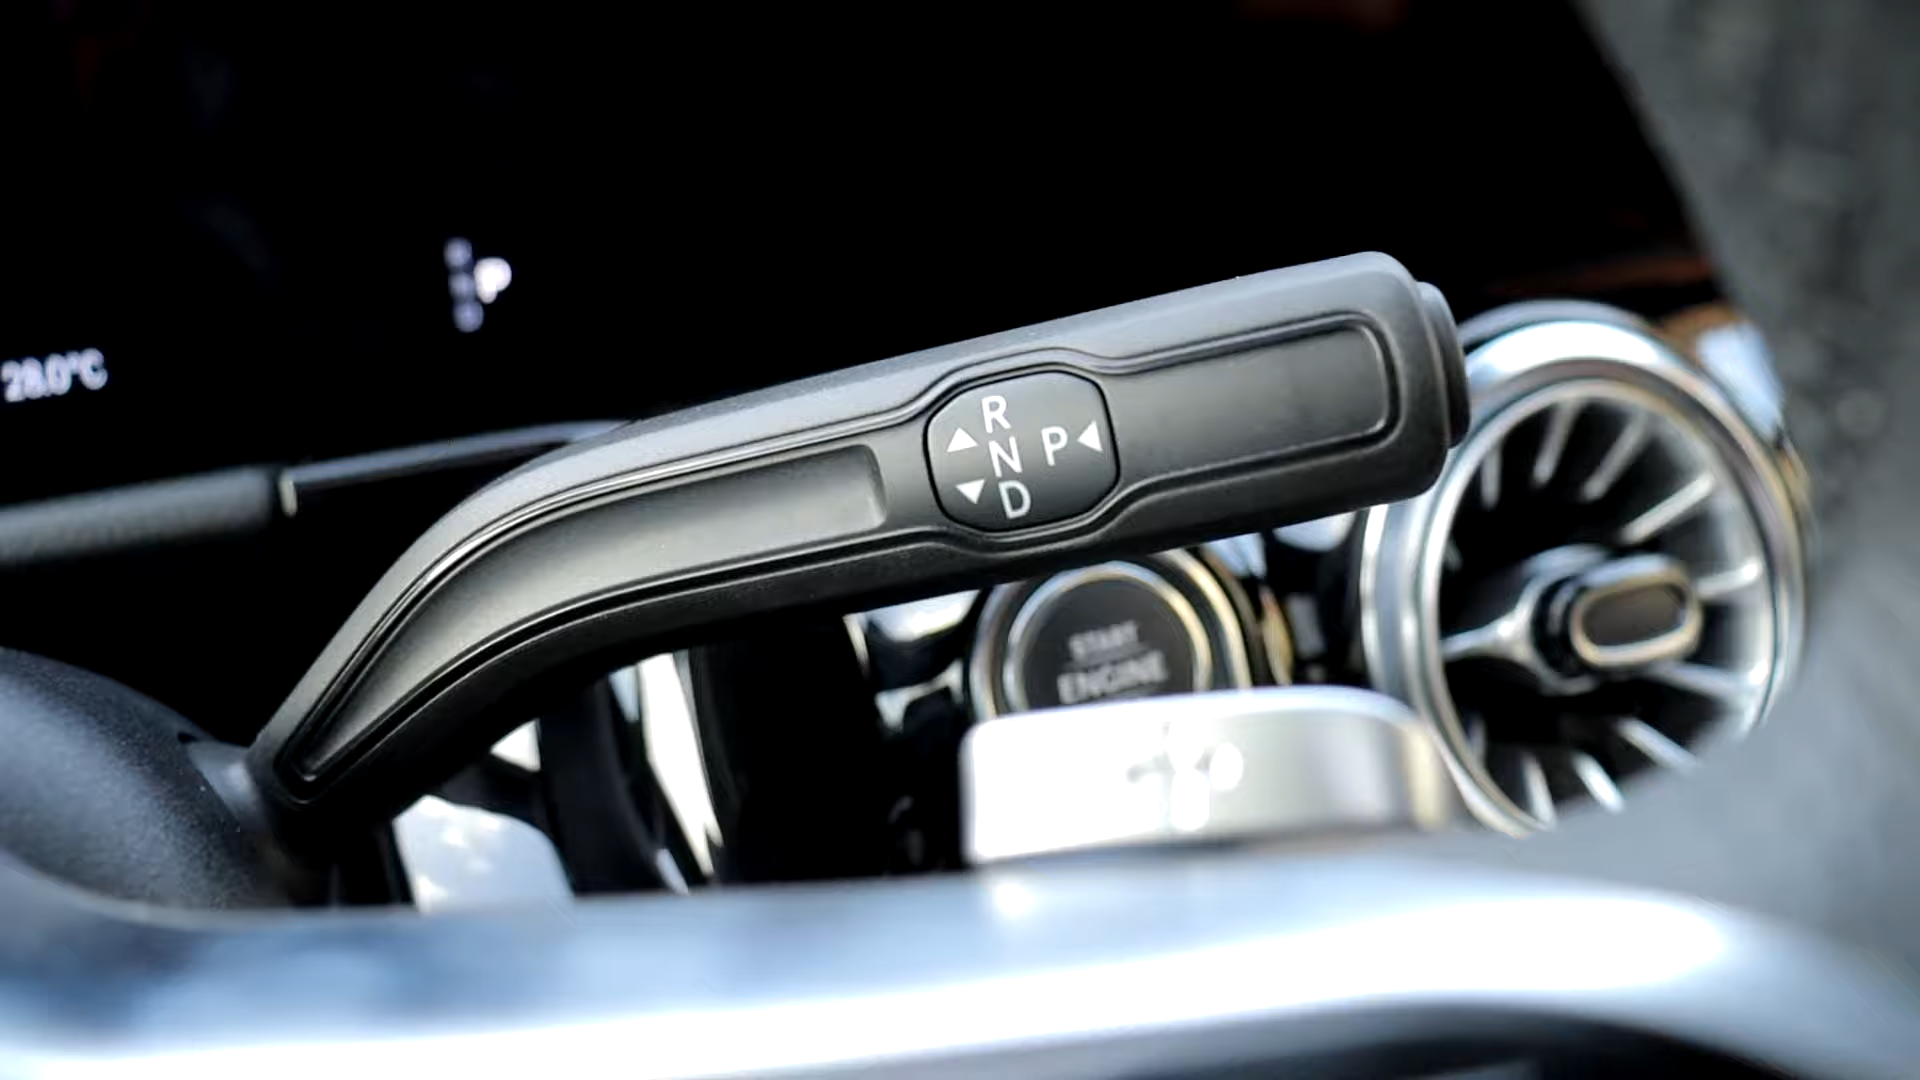 P
28.0°C
R
N P
D
START
ENGINE